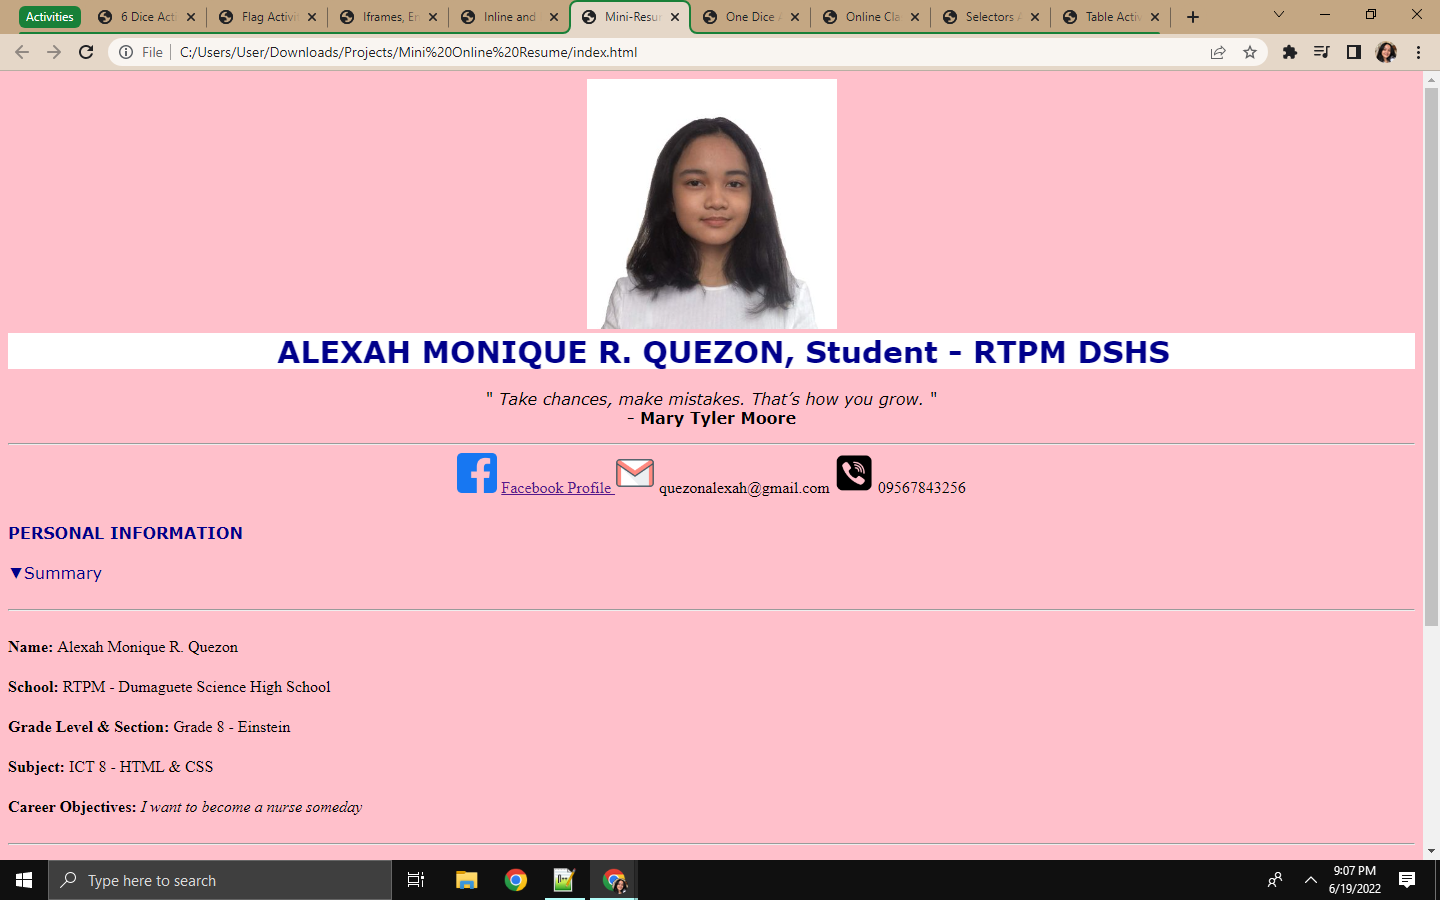 Activities 6 Dice Acti Flag Activit Iframes, En Inline and Mini-Resum One Dice A Online Cla Selectors A Table Activ
File C:/Users/User/Downloads/Projects/Mini%20Online%20Resume/index.html
ALEXAH MONIQUE R. QUEZON, Student - RTPM DSHS
" Take chances, make mistakes. That’s how you grow. "
- Mary Tyler Moore
Facebook Profile quezonalexah@gmail.com 09567843256
PERSONAL INFORMATION
▼Summary
Name: Alexah Monique R. Quezon
School: RTPM - Dumaguete Science High School
Grade Level & Section: Grade 8 - Einstein
Subject: ICT 8 - HTML & CSS
Career Objectives: I want to become a nurse someday
Type here to search
9:07 PM
6/19/2022